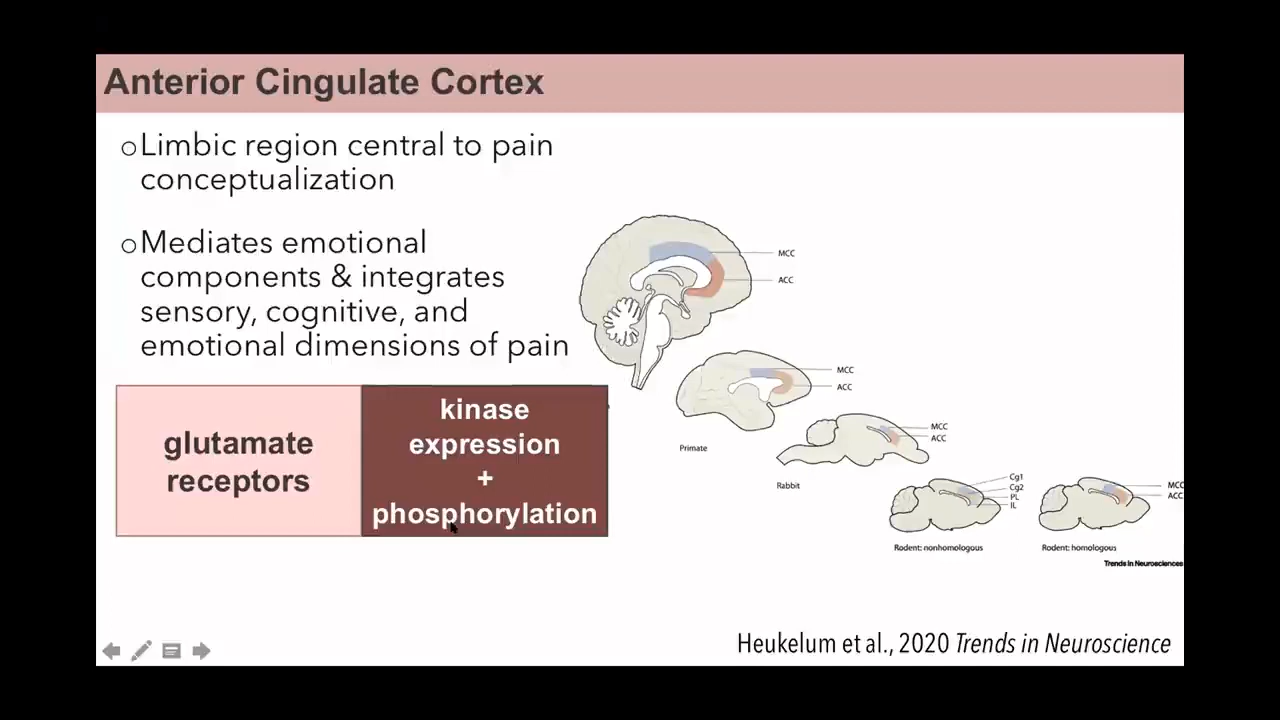 Anterior Cingulate Cortex
○Limbic region central to pain
conceptualization
○Mediates emotional
components & integrates
sensory, cognitive, and
emotional dimensions of pain
glutamate
receptors
kinase
expression
+
phosphorylation
MCC
ACC
MCC
ACC
Primate
MCC
ACC
Rabbit
Cg1
Cg2
PL
IL
Rodent: nonhomologous
MCC
ACC
Rodent: homologous
Trends in Neurosciences
Heukelum et al., 2020 Trends in Neuroscience